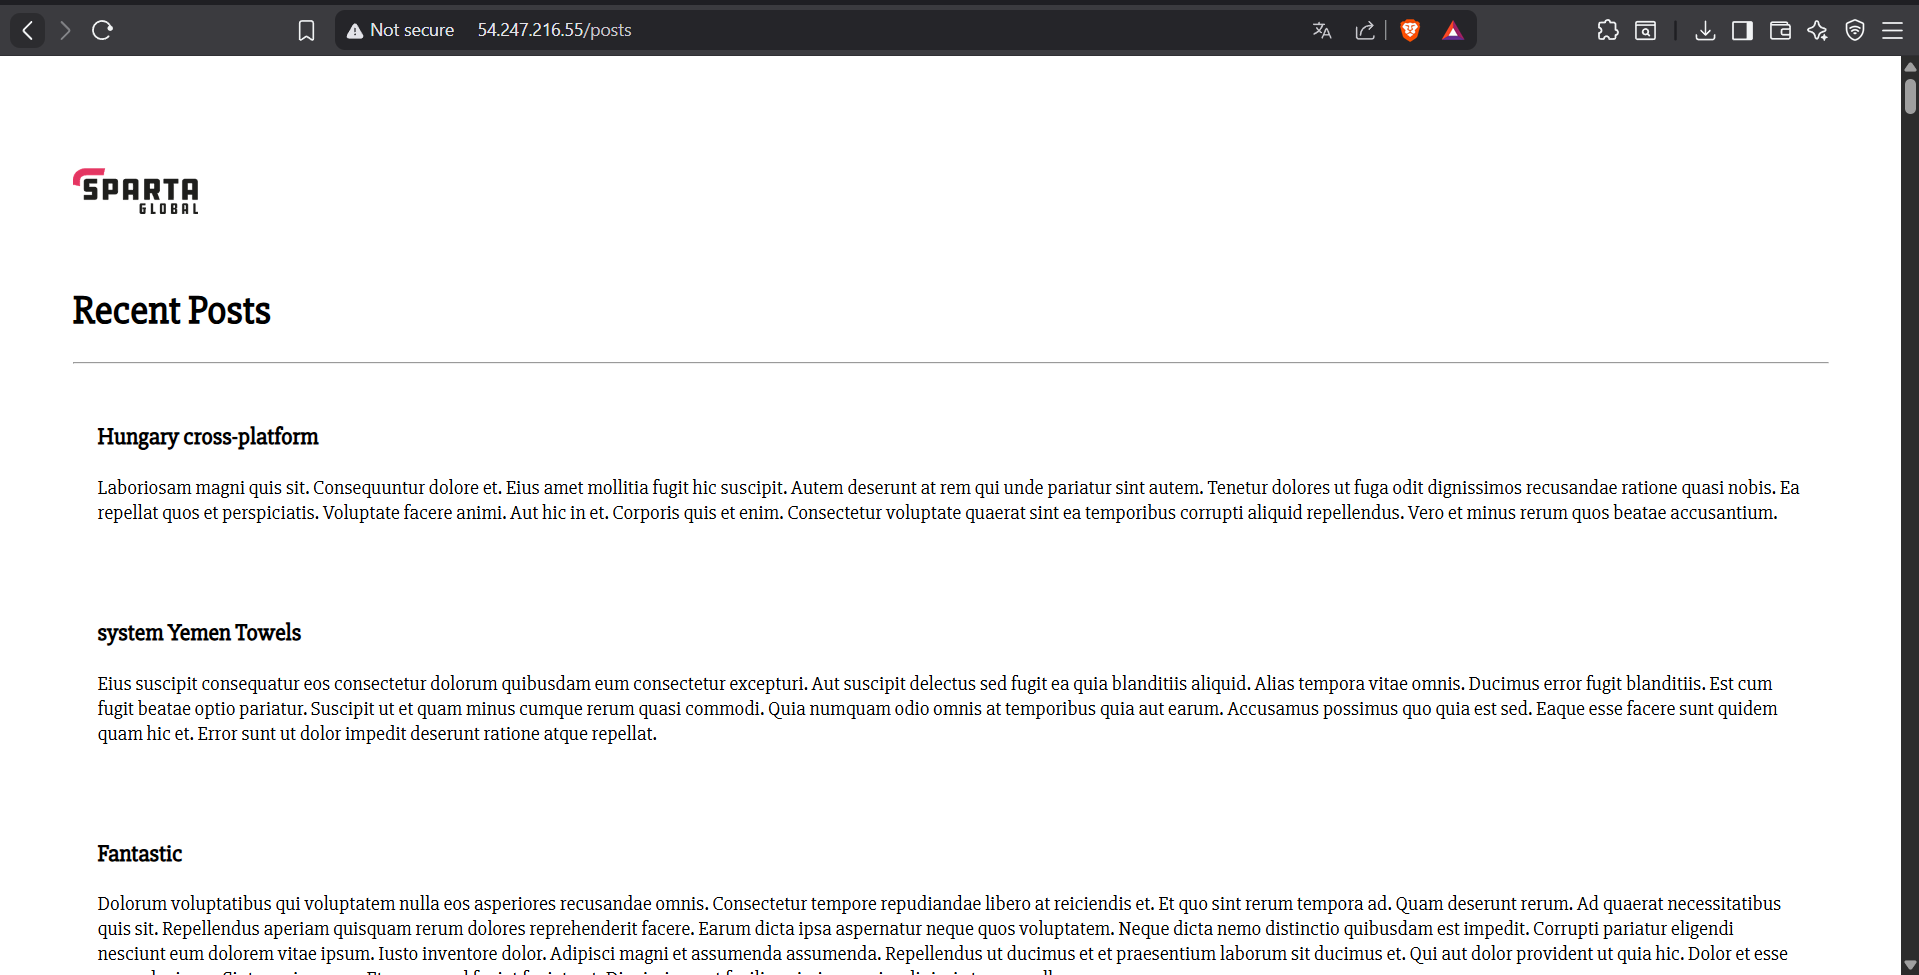 Not secure 54.247.216.55/posts
SPARTA
GLOBAL
Recent Posts
Hungary cross-platform
Laboriosam magni quis sit. Consequuntur dolore et. Eius amet mollitia fugit hic suscipit. Autem deserunt at rem qui unde pariatur sint autem. Tenetur dolores ut fuga odit dignissimos recusandae ratione quasi nobis. Ea
repellat quos et perspiciatis. Voluptate facere animi. Aut hic in et. Corporis quis et enim. Consectetur voluptate quaerat sint ea temporibus corrupti aliquid repellendus. Vero et minus rerum quos beatae accusantium.
system Yemen Towels
Eius suscipit consequatur eos consectetur dolorum quibusdam eum consectetur excepturi. Aut suscipit delectus sed fugit ea quia blanditiis aliquid. Alias tempora vitae omnis. Ducimus error fugit blanditiis. Est cum
fugit beatae optio pariatur. Suscipit ut et quam minus cumque rerum quasi commodi. Quia numquam odio omnis at temporibus quia aut earum. Accusamus possimus quo quia est sed. Eaque esse facere sunt quidem
quam hic et. Error sunt ut dolor impedit deserunt ratione atque repellat.
Fantastic
Dolorum voluptatibus qui voluptatem nulla eos asperiores recusandae omnis. Consectetur tempore repudiandae libero at reiciendis et. Et quo sint rerum tempora ad. Quam deserunt rerum. Ad quaerat necessitatibus
quis sit. Repellendus aperiam quisquam rerum dolores reprehenderit facere. Earum dicta ipsa aspernatur neque quos voluptatem. Neque dicta nemo distinctio quibusdam est impedit. Corrupti pariatur eligendi
nesciunt eum dolorem vitae ipsum. Iusto inventore dolor. Adipisci magni et assumenda assumenda. Repellendus ut ducimus et et praesentium laborum sit ducimus et. Qui aut dolor provident ut quia hic. Dolor et esse